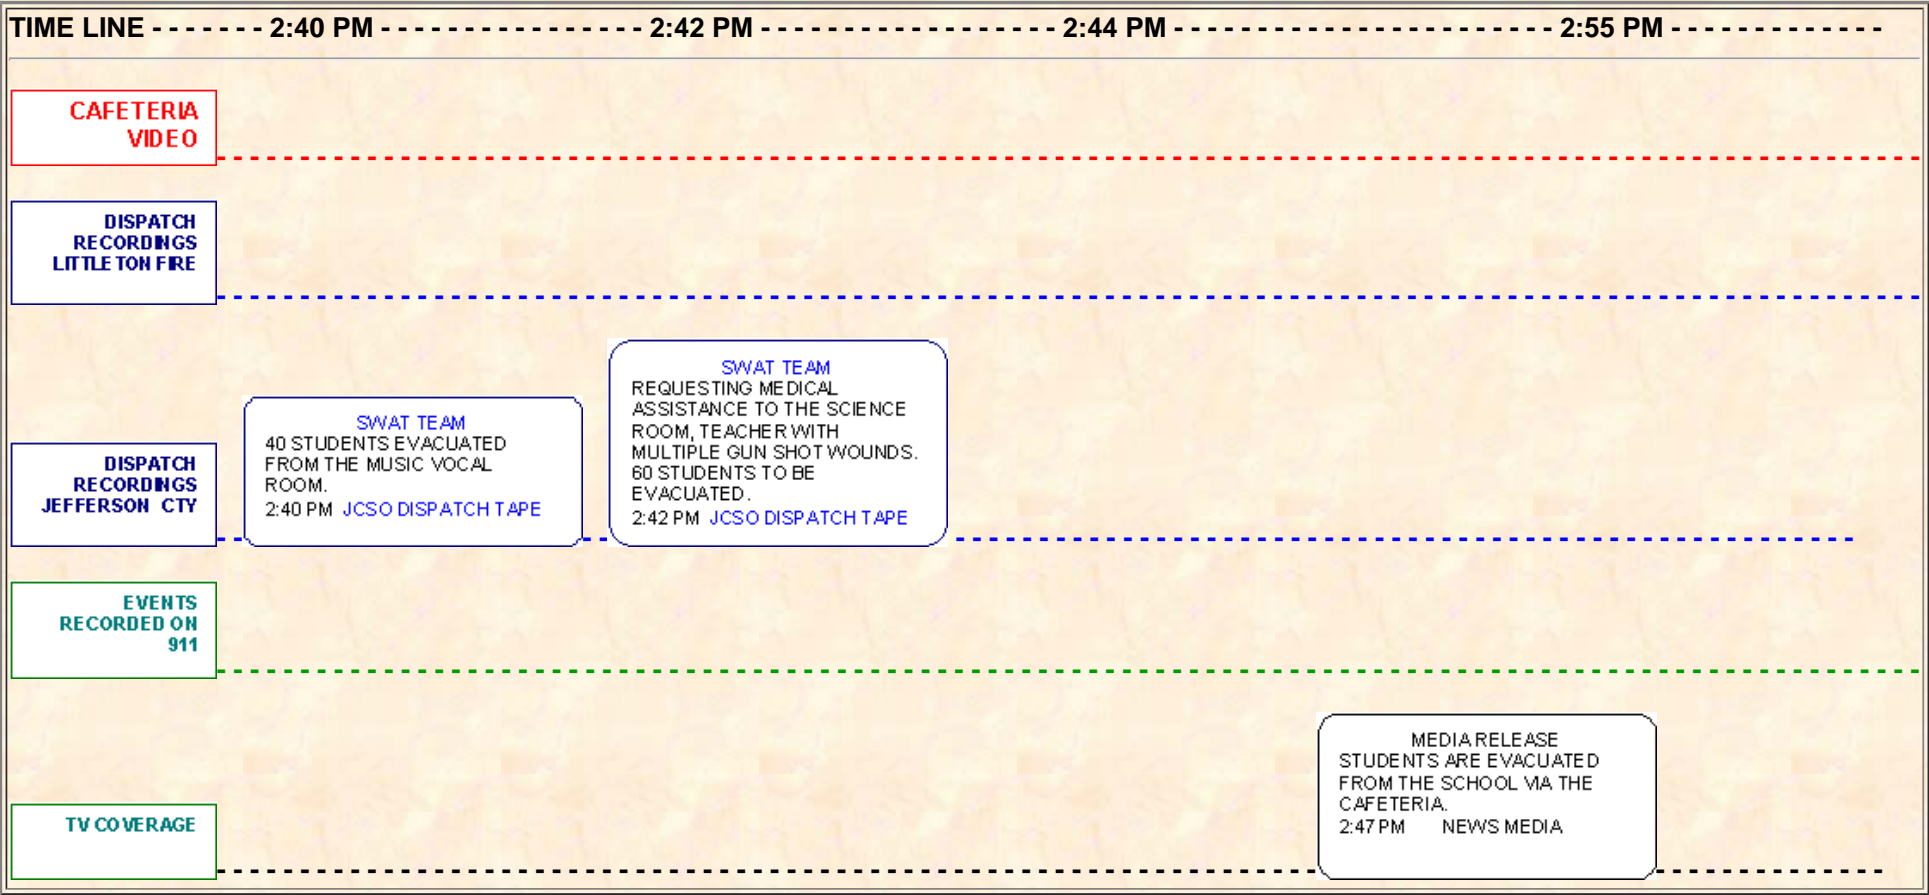 TIME LINE - - - - - - - 2:40 PM - - - - - - - - - - - - - - - - 2:42 PM - - - - - - - - - - - - - - - - - - 2:44 PM - - - - - - - - - - - - - - - - - - - - - - - 2:55 PM - - - - - - - - - - - - -
CAFETERIA
VIDEO
DISPATCH
RECORDINGS
LITTLETON FIRE
DISPATCH
RECORDINGS
JEFFERSON CTY
SWAT TEAM
40 STUDENTS EVACUATED
FROM THE MUSIC VOCAL
ROOM.
2:40 PM JCSO DISPATCH TAPE
SWAT TEAM
REQUESTING MEDICAL
ASSISTANCE TO THE SCIENCE
ROOM, TEACHER WITH
MULTIPLE GUN SHOT WOUNDS.
60 STUDENTS TO BE
EVACUATED.
2:42 PM JCSO DISPATCH TAPE
EVENTS
RECORDED ON
911
TV COVERAGE
MEDIA RELEASE
STUDENTS ARE EVACUATED
FROM THE SCHOOL VIA THE
CAFETERIA.
2:47 PM NEWS MEDIA